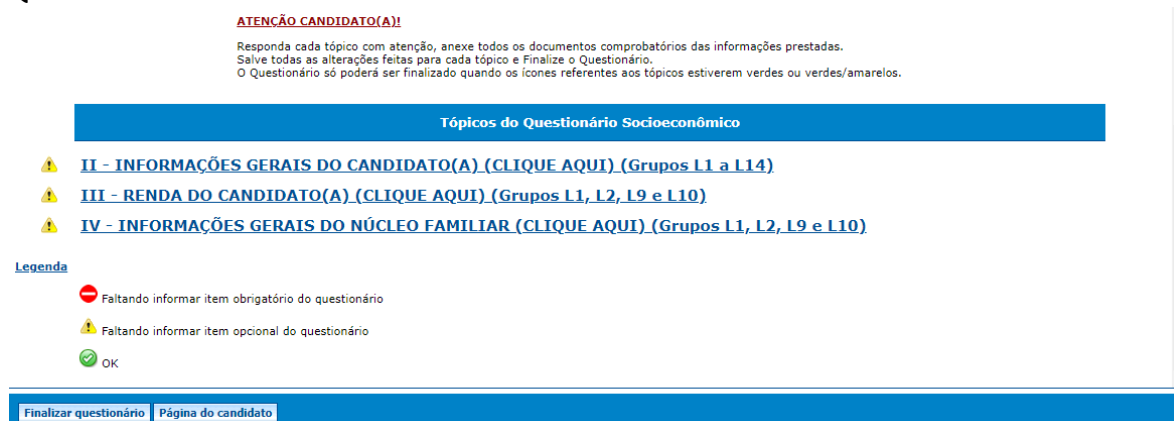 ATENÇÃO CANDIDATO(A)!
Responda cada tópico com atenção, anexe todos os documentos comprobatórios das informações prestadas.
Salve todas as alterações feitas para cada tópico e Finalize o Questionário.
O Questionário só poderá ser finalizado quando os ícones referentes aos tópicos estiverem verdes ou verdes/amarelos.
Tópicos do Questionário Socioeconômico
II - INFORMAÇÕES GERAIS DO CANDIDATO(A) (CLIQUE AQUI) (Grupos L1 a L14)
III - RENDA DO CANDIDATO(A) (CLIQUE AQUI) (Grupos L1, L2, L9 e L10)
IV - INFORMAÇÕES GERAIS DO NÚCLEO FAMILIAR (CLIQUE AQUI) (Grupos L1, L2, L9 e L10)
Legenda
Faltando informar item obrigatório do questionário
Faltando informar item opcional do questionário
OK
Finalizar questionário Página do candidato